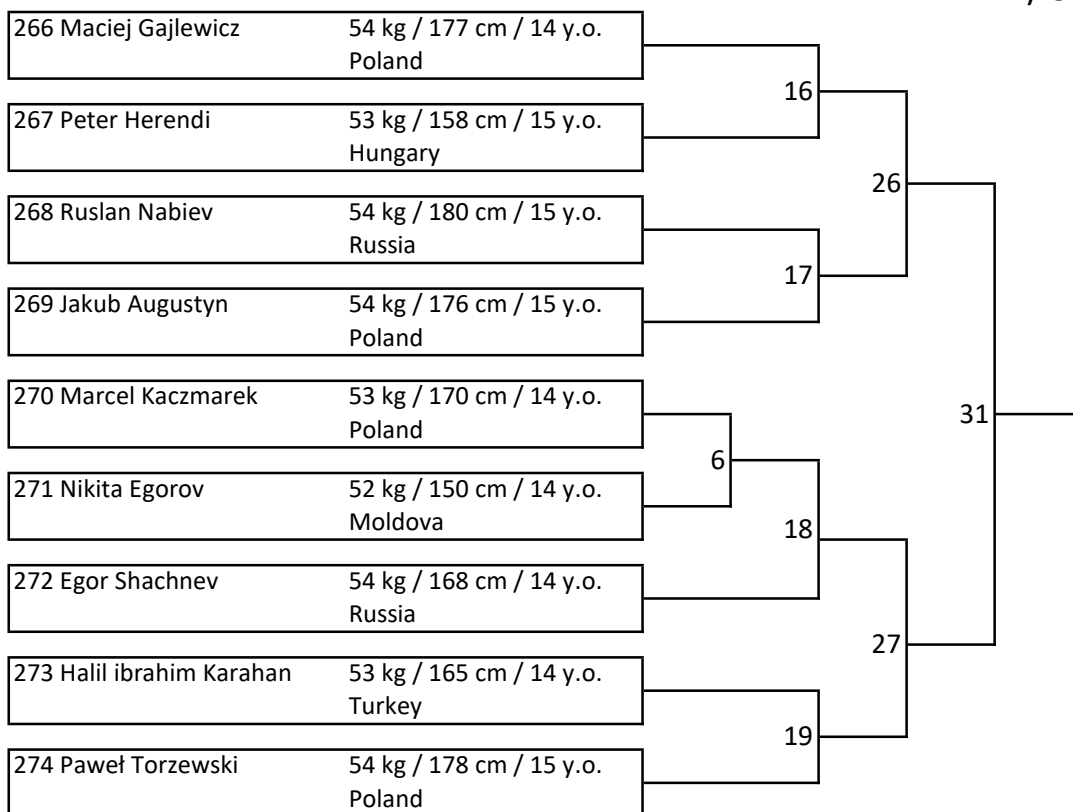 266 Maciej Gajlewicz 54 kg / 177 cm / 14 y.o.
Poland
16
267 Peter Herendi 53 kg / 158 cm / 15 y.o.
Hungary
26
268 Ruslan Nabiev 54 kg / 180 cm / 15 y.o.
Russia
17
269 Jakub Augustyn 54 kg / 176 cm / 15 y.o.
Poland
270 Marcel Kaczmarek 53 kg / 170 cm / 14 y.o.
Poland
31
6
271 Nikita Egorov 52 kg / 150 cm / 14 y.o.
Moldova
18
272 Egor Shachnev 54 kg / 168 cm / 14 y.o.
Russia
27
273 Halil ibrahim Karahan 53 kg / 165 cm / 14 y.o.
Turkey
19
274 Paweł Torzewski 54 kg / 178 cm / 15 y.o.
Poland